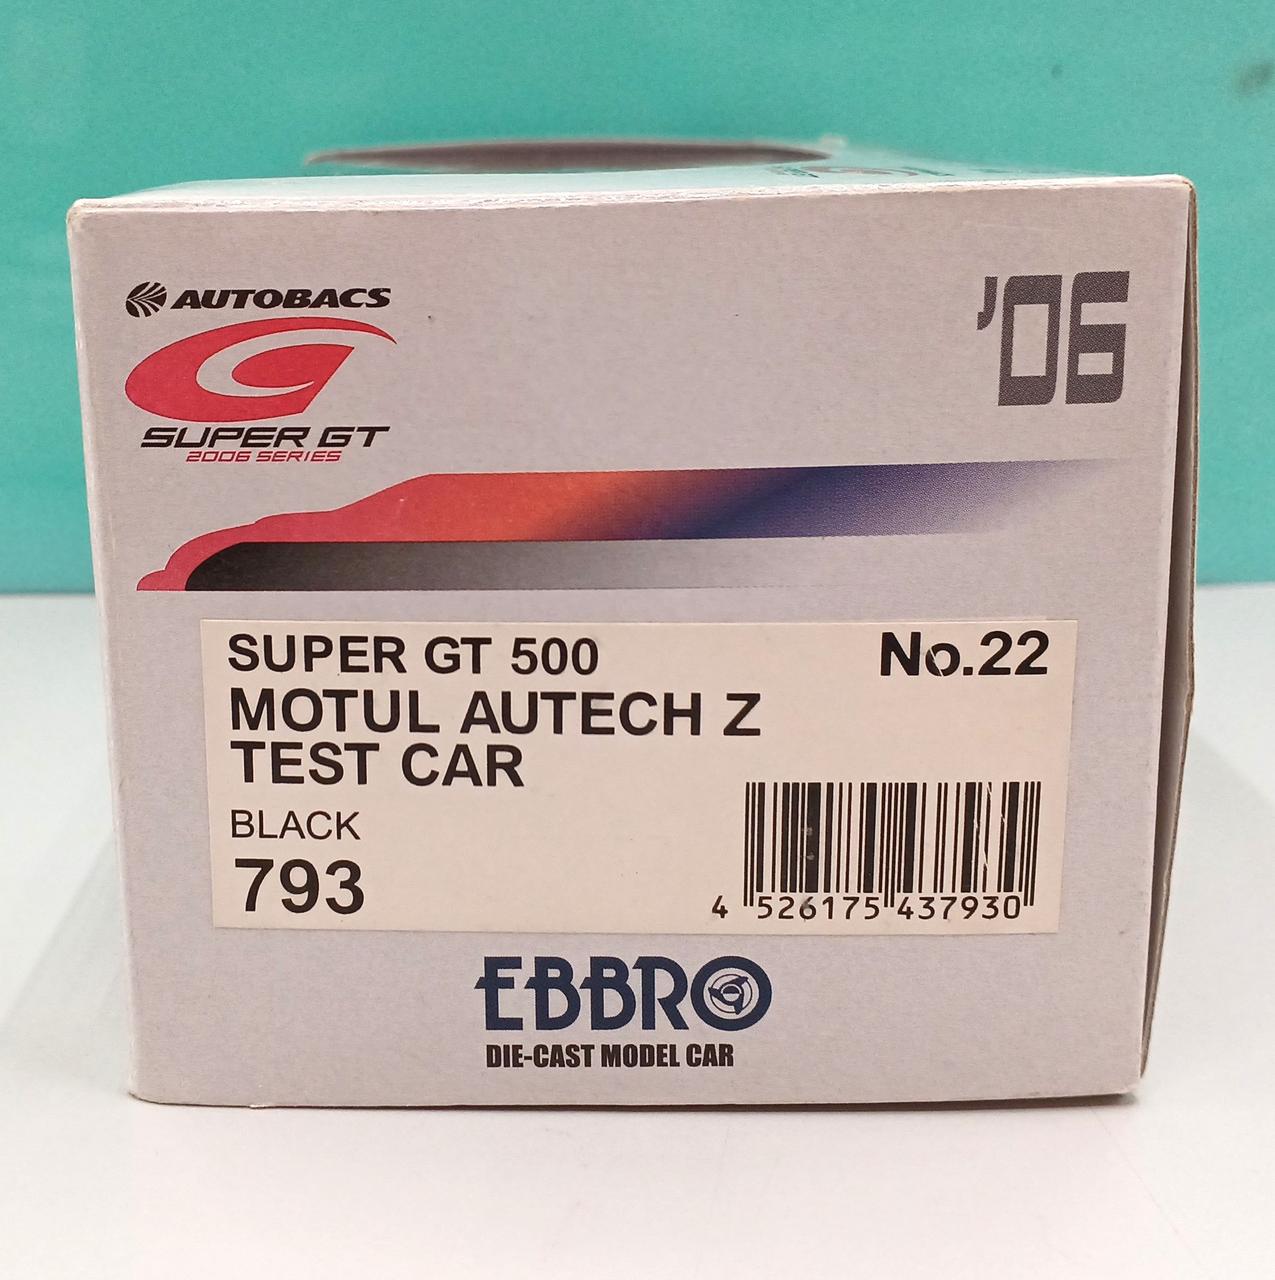 AUTOBACS
'06
SUPER GT
2006 SERIES
SUPER GT 500
No.22
MOTUL AUTECH Z
TEST CAR
BLACK
793
4 526175 437930
EBBRO
DIE-CAST MODEL CAR